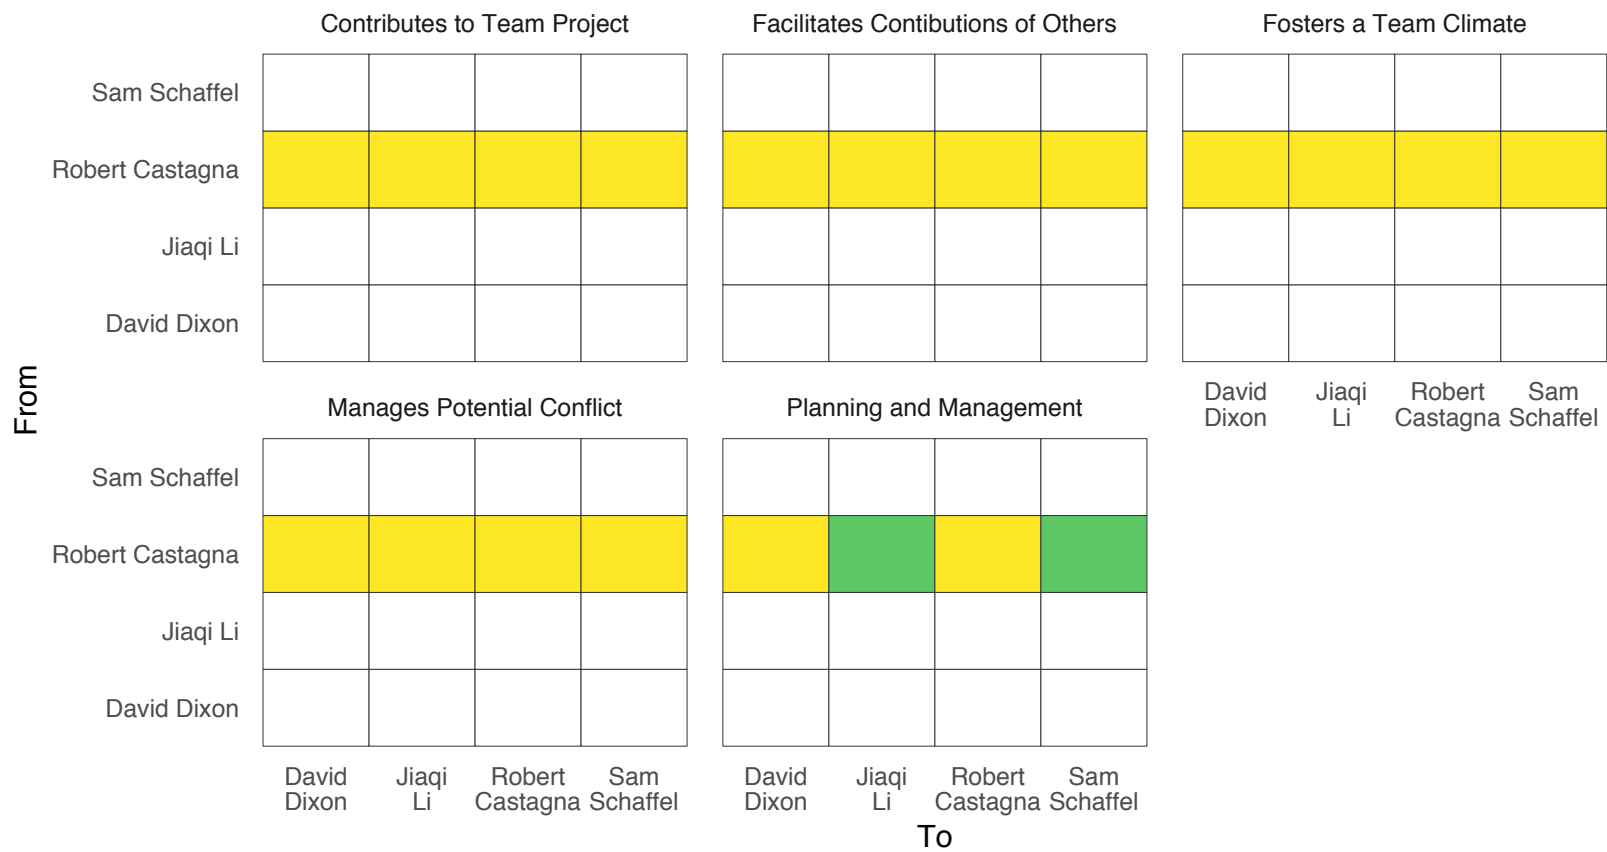 Contributes to Team Project
Facilitates Contibutions of Others
Fosters a Team Climate
Sam Schaffel
Robert Castagna
Jiaqi Li
David Dixon
David
Dixon
Jiaqi
Li
Robert
Castagna
Sam
Schaffel
From
Manages Potential Conflict
Planning and Management
Sam Schaffel
Robert Castagna
Jiaqi Li
David Dixon
David
Dixon
Jiaqi
Li
Robert
Castagna
Sam
Schaffel
David
Dixon
Jiaqi
Li
Robert
Castagna
Sam
Schaffel
To